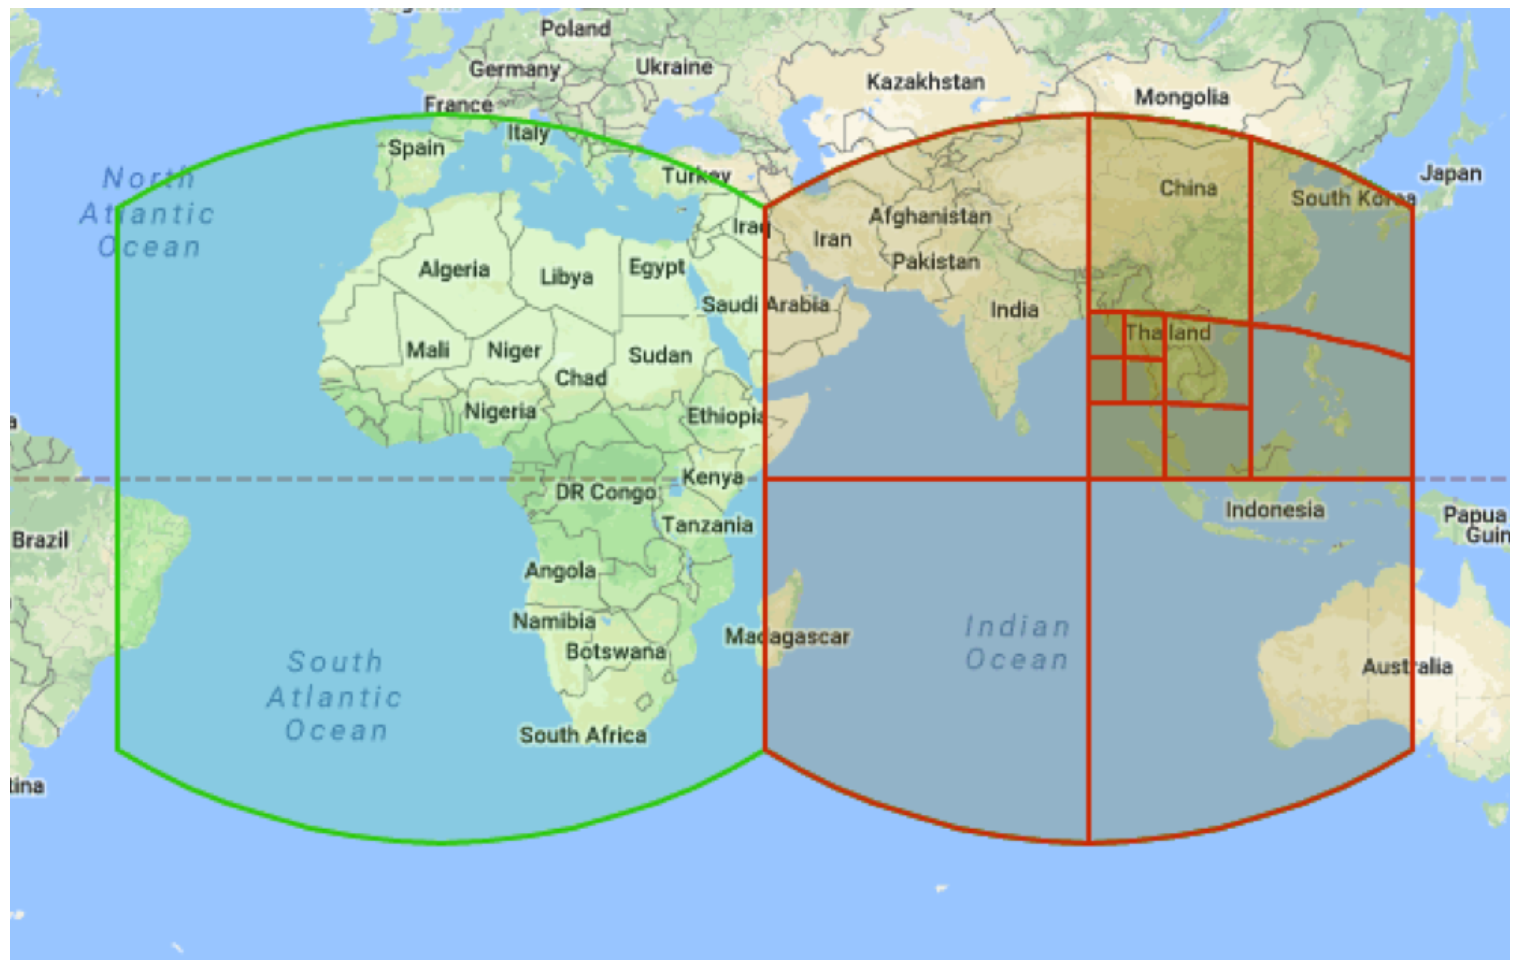 Poland
Germany
Ukraine
Kazakhstan
France
Mongolia
Italy
Spain
Turkey
Japan
North
Atlantic
Ocean
China
South Korea
Iraq
Iran
Afghanistan
Pakistan
Algeria
Libya
Egypt
Saudi Arabia
India
Mali
Niger
Chad
Sudan
Thailand
Nigeria
Ethiopia
Kenya
DR Congo
Tanzania
Indonesia
Papua
Guin
Brazil
Angola
Namibia
Botswana
Madagascar
Indian
Ocean
Australia
South
Atlantic
Ocean
South Africa
tina